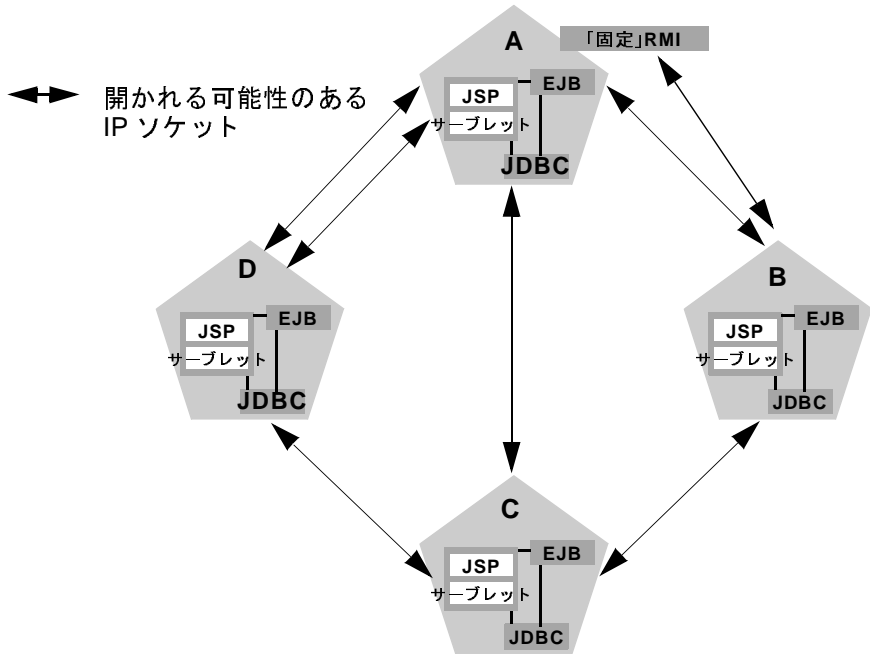 A
「固定」RMI
開かれる可能性のある
IP ソケット
EJB
JSP
サーブレット
JDBC
D
EJB
JSP
サーブレット
JDBC
B
EJB
JSP
サーブレット
JDBC
C
EJB
JSP
サーブレット
JDBC